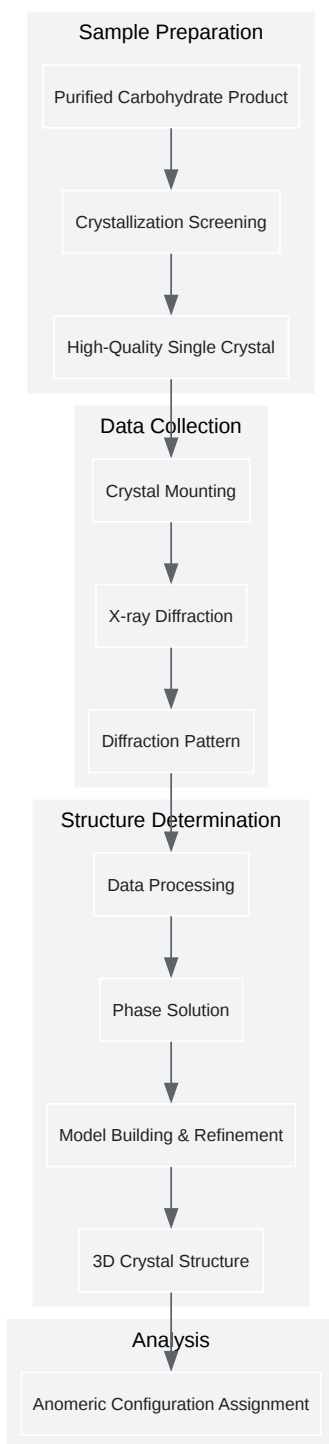 Sample Preparation
Purified Carbohydrate Product
Crystallization Screening
High-Quality Single Crystal
Data Collection
Crystal Mounting
X-ray Diffraction
Diffraction Pattern
Structure Determination
Data Processing
Phase Solution
Model Building & Refinement
3D Crystal Structure
Analysis
Anomeric Configuration Assignment